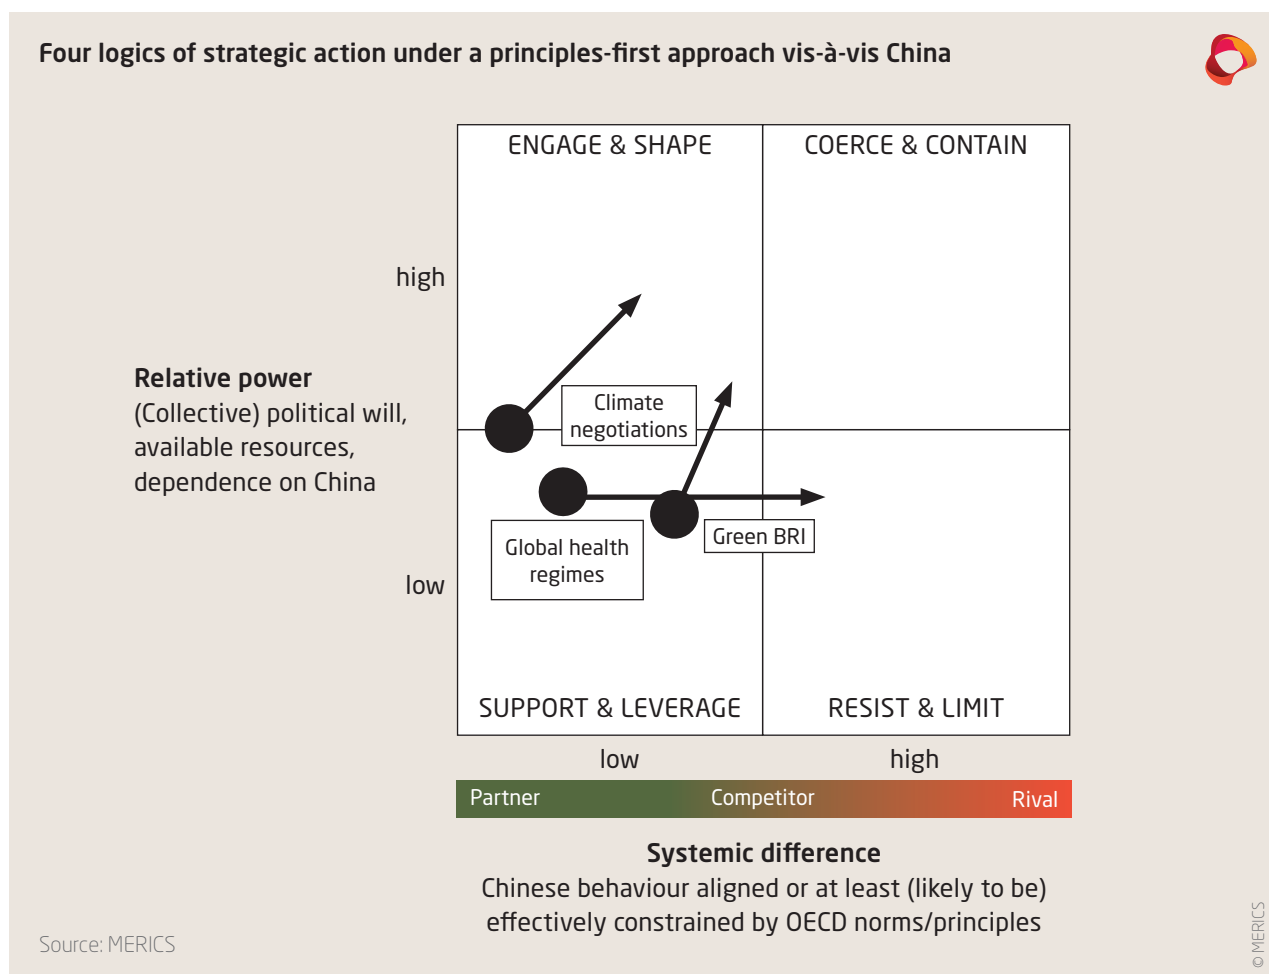 Four logics of strategic action under a principles-first approach vis-à-vis China
ENGAGE & SHAPE
COERCE & CONTAIN
high
Relative power
(Collective) political will,
available resources,
dependence on China
Climate
negotiations
Global health
regimes
Green BRI
low
SUPPORT & LEVERAGE
RESIST & LIMIT
low
high
Partner
Competitor
Rival
Systemic difference
Chinese behaviour aligned or at least (likely to be)
effectively constrained by OECD norms/principles
Source: MERICS
© MERICS